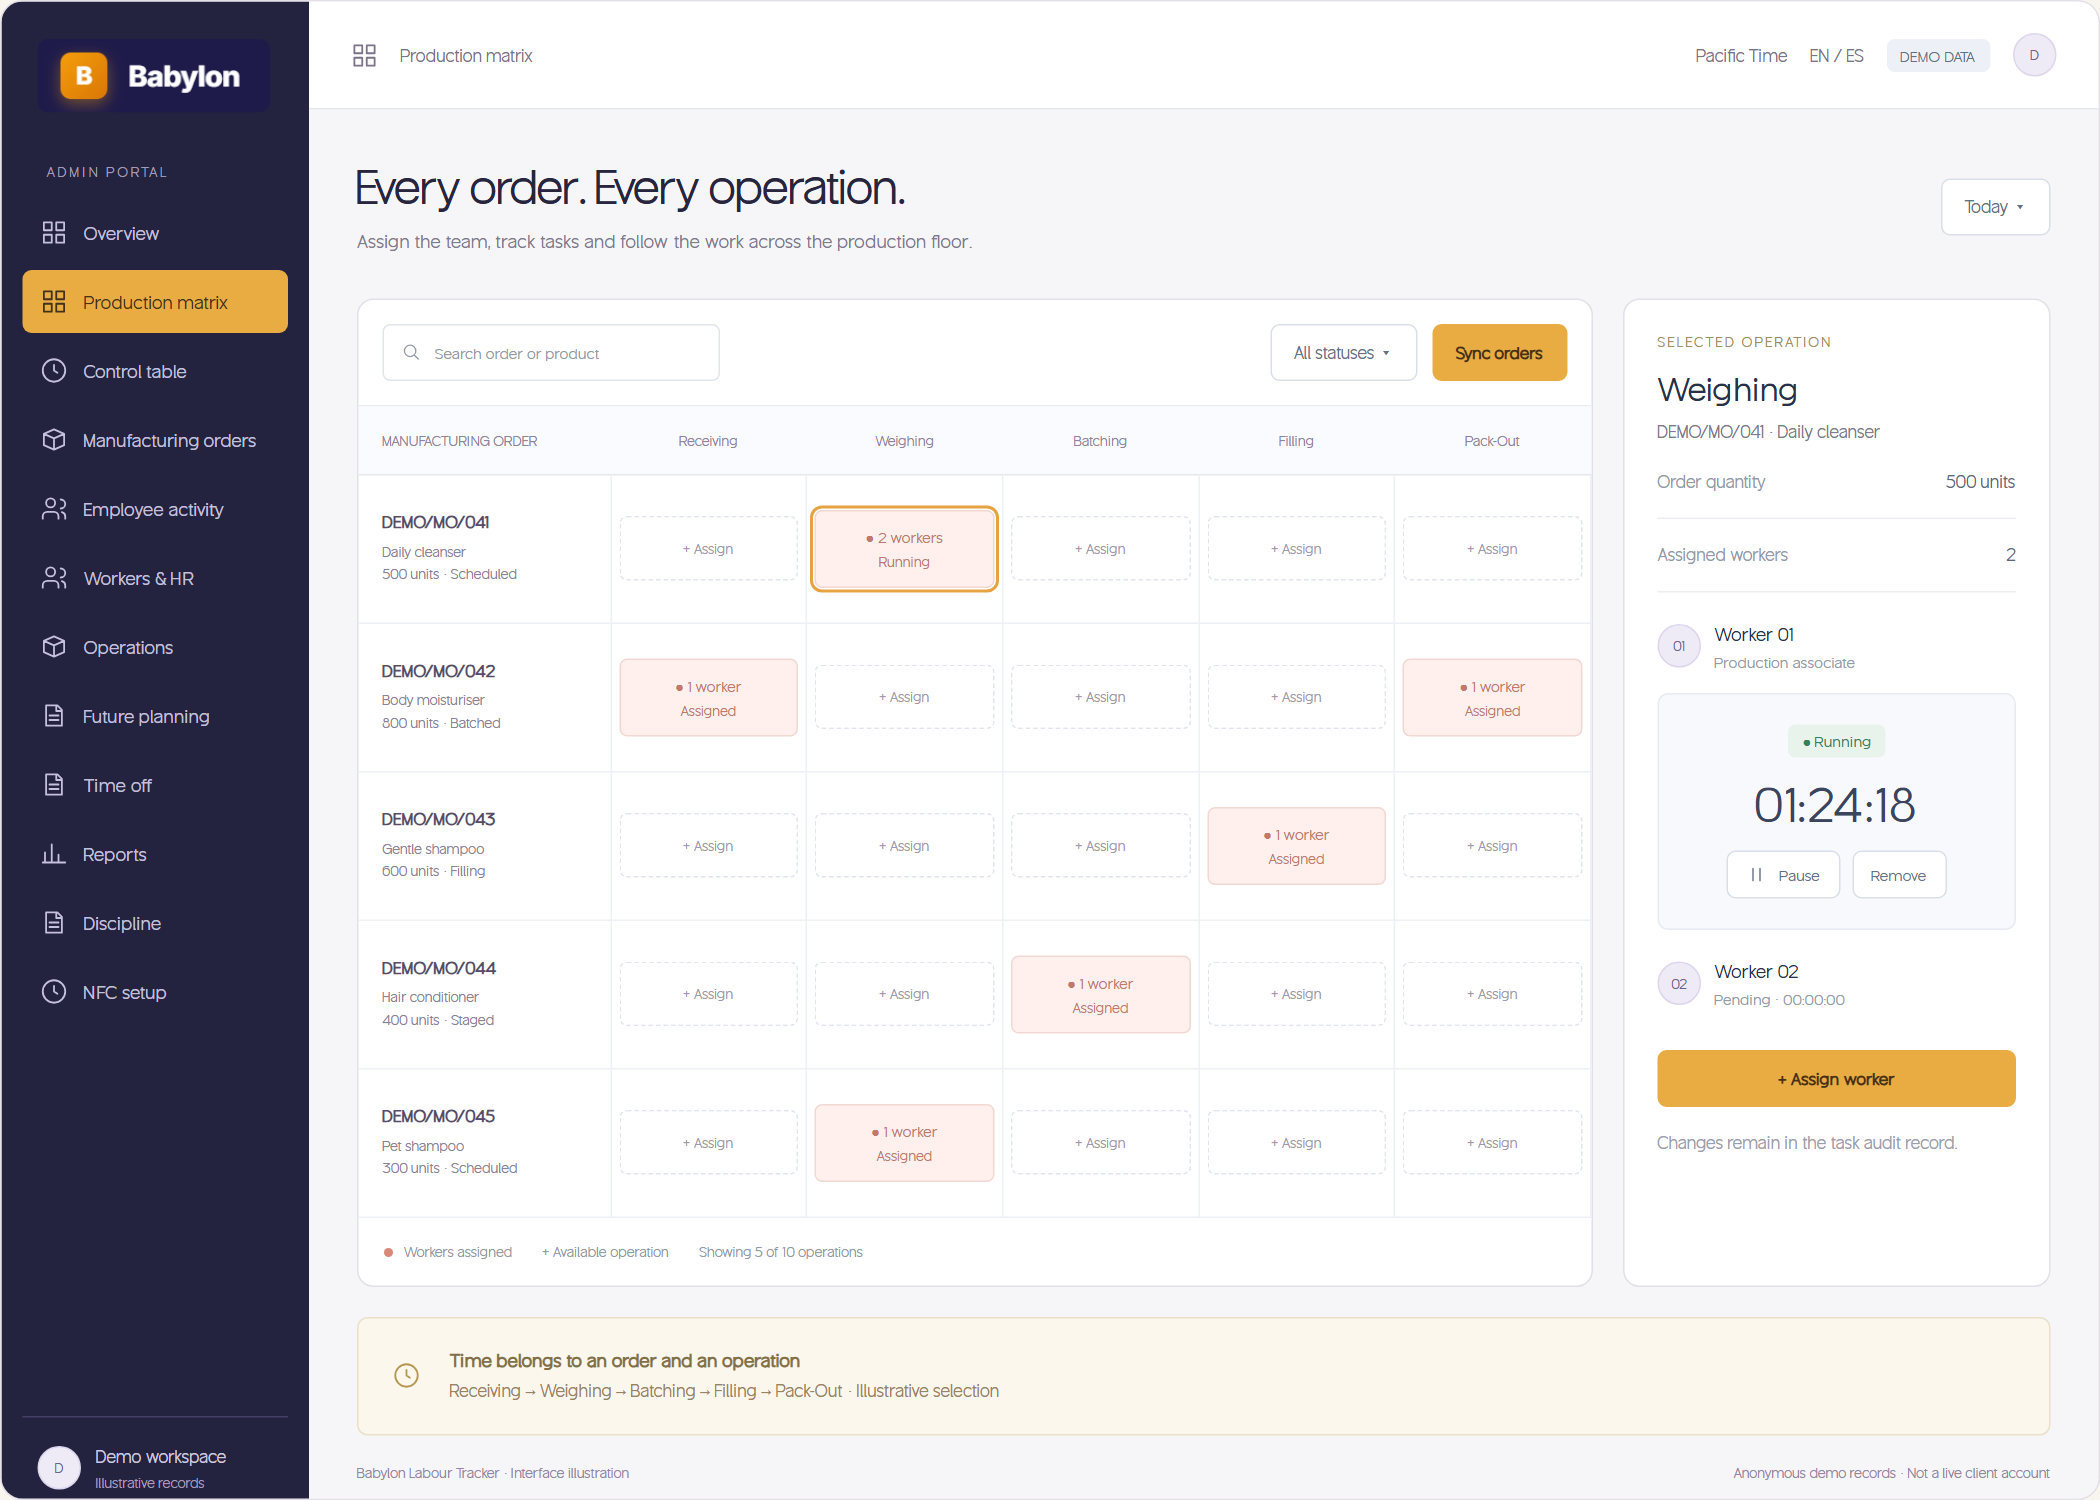 B Babylon
ADMIN PORTAL
Overview
Production matrix
Control table
Manufacturing orders
Employee activity
Workers & HR
Operations
Future planning
Time off
Reports
Discipline
NFC setup
D
Demo workspace
Illustrative records
Production matrix
Pacific Time EN / ES DEMO DATA D
Every order. Every operation.
Assign the team, track tasks and follow the work across the production floor.
Today
Search order or product
All statuses
Sync orders
MANUFACTURING ORDER Receiving Weighing Batching Filling Pack-Out
DEMO/MO/041
Daily cleanser
500 units · Scheduled
+ Assign
2 workers
Running
+ Assign
+ Assign
+ Assign
DEMO/MO/042
Body moisturiser
800 units · Batched
1 worker
Assigned
+ Assign
+ Assign
+ Assign
1 worker
Assigned
DEMO/MO/043
Gentle shampoo
600 units · Filling
+ Assign
+ Assign
+ Assign
1 worker
Assigned
+ Assign
DEMO/MO/044
Hair conditioner
400 units · Staged
+ Assign
+ Assign
1 worker
Assigned
+ Assign
+ Assign
DEMO/MO/045
Pet shampoo
300 units · Scheduled
+ Assign
1 worker
Assigned
+ Assign
+ Assign
+ Assign
Workers assigned + Available operation Showing 5 of 10 operations
SELECTED OPERATION
Weighing
DEMO/MO/041 · Daily cleanser
Order quantity 500 units
Assigned workers 2
01
Worker 01
Production associate
Running
01:24:18
Pause
Remove
02
Worker 02
Pending · 00:00:00
+ Assign worker
Changes remain in the task audit record.
Time belongs to an order and an operation
Receiving → Weighing → Batching → Filling → Pack-Out · Illustrative selection
Babylon Labour Tracker · Interface illustration
Anonymous demo records · Not a live client account